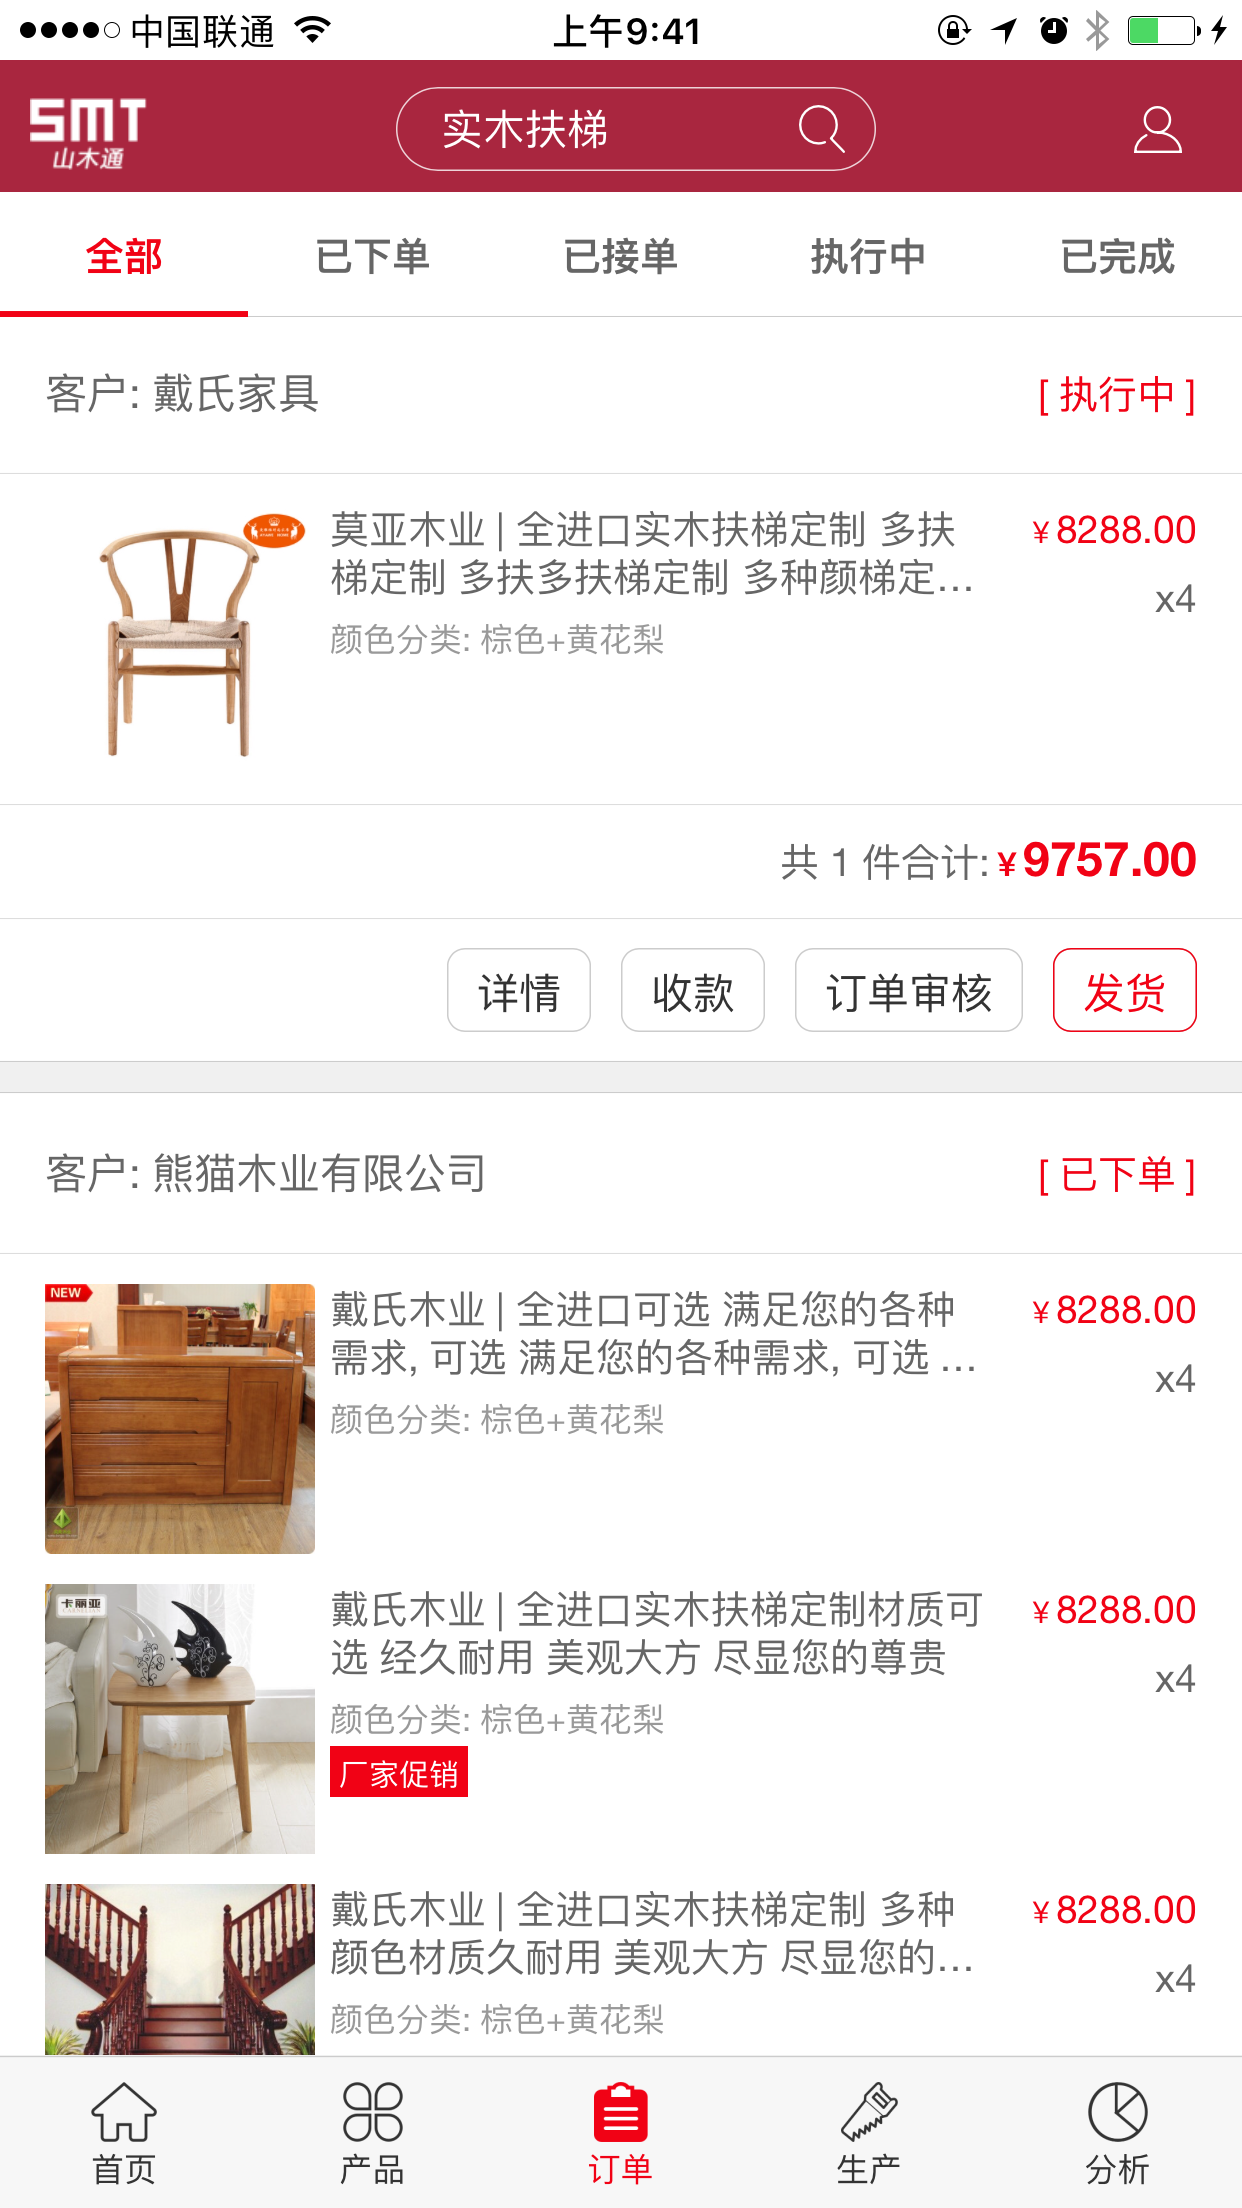 中国联通
上午9:41
SMT
山木通
实木扶梯
全部
已下单
已接单
执行中
已完成
客户: 戴氏家具
[ 执行中 ]
莫亚木业 | 全进口实木扶梯定制 多扶
梯定制 多扶多扶梯定制 多种颜梯定...
颜色分类: 棕色+黄花梨
¥8288.00
x4
共 1 件合计: ¥9757.00
详情
收款
订单审核
发货
客户: 熊猫木业有限公司
[ 已下单 ]
NEW
戴氏木业 | 全进口可选 满足您的各种
需求, 可选 满足您的各种需求, 可选 ...
颜色分类: 棕色+黄花梨
¥8288.00
x4
卡丽亚
戴氏木业 | 全进口实木扶梯定制材质可
选 经久耐用 美观大方 尽显您的尊贵
颜色分类: 棕色+黄花梨
厂家促销
¥8288.00
x4
戴氏木业 | 全进口实木扶梯定制 多种
颜色材质久耐用 美观大方 尽显您的...
颜色分类: 棕色+黄花梨
¥8288.00
x4
首页
产品
订单
生产
分析